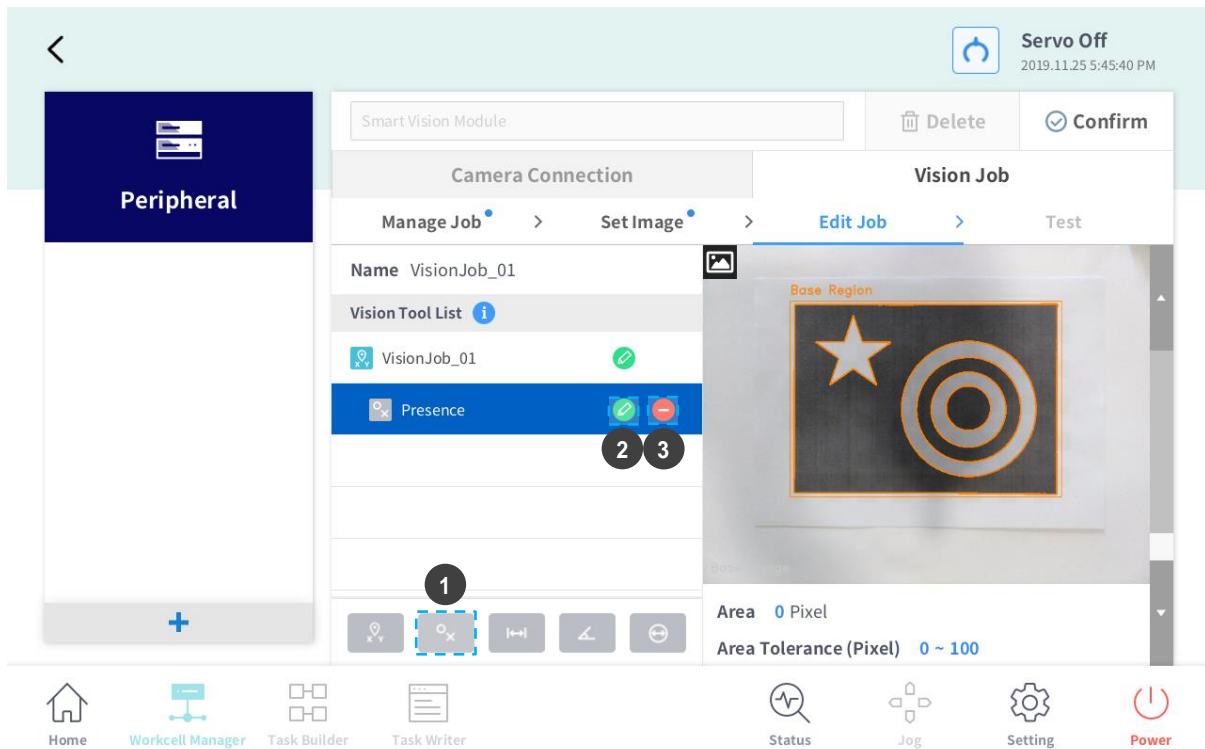 Servo Off
2019.11.25 5:45:40 PM
Peripheral
Smart Vision Module
Delete
Confirm
Camera Connection
Vision Job
Manage Job
>
Set Image
>
Edit Job
>
Test
Name VisionJob_01
Vision Tool List i
VisionJob_01
Presence
2
3
1
X Y
Base Region
Area 0 Pixel
Area Tolerance (Pixel) 0 ~ 100
+
Home
Workcell Manager
Task Builder
Task Writer
Status
Jog
Setting
Power